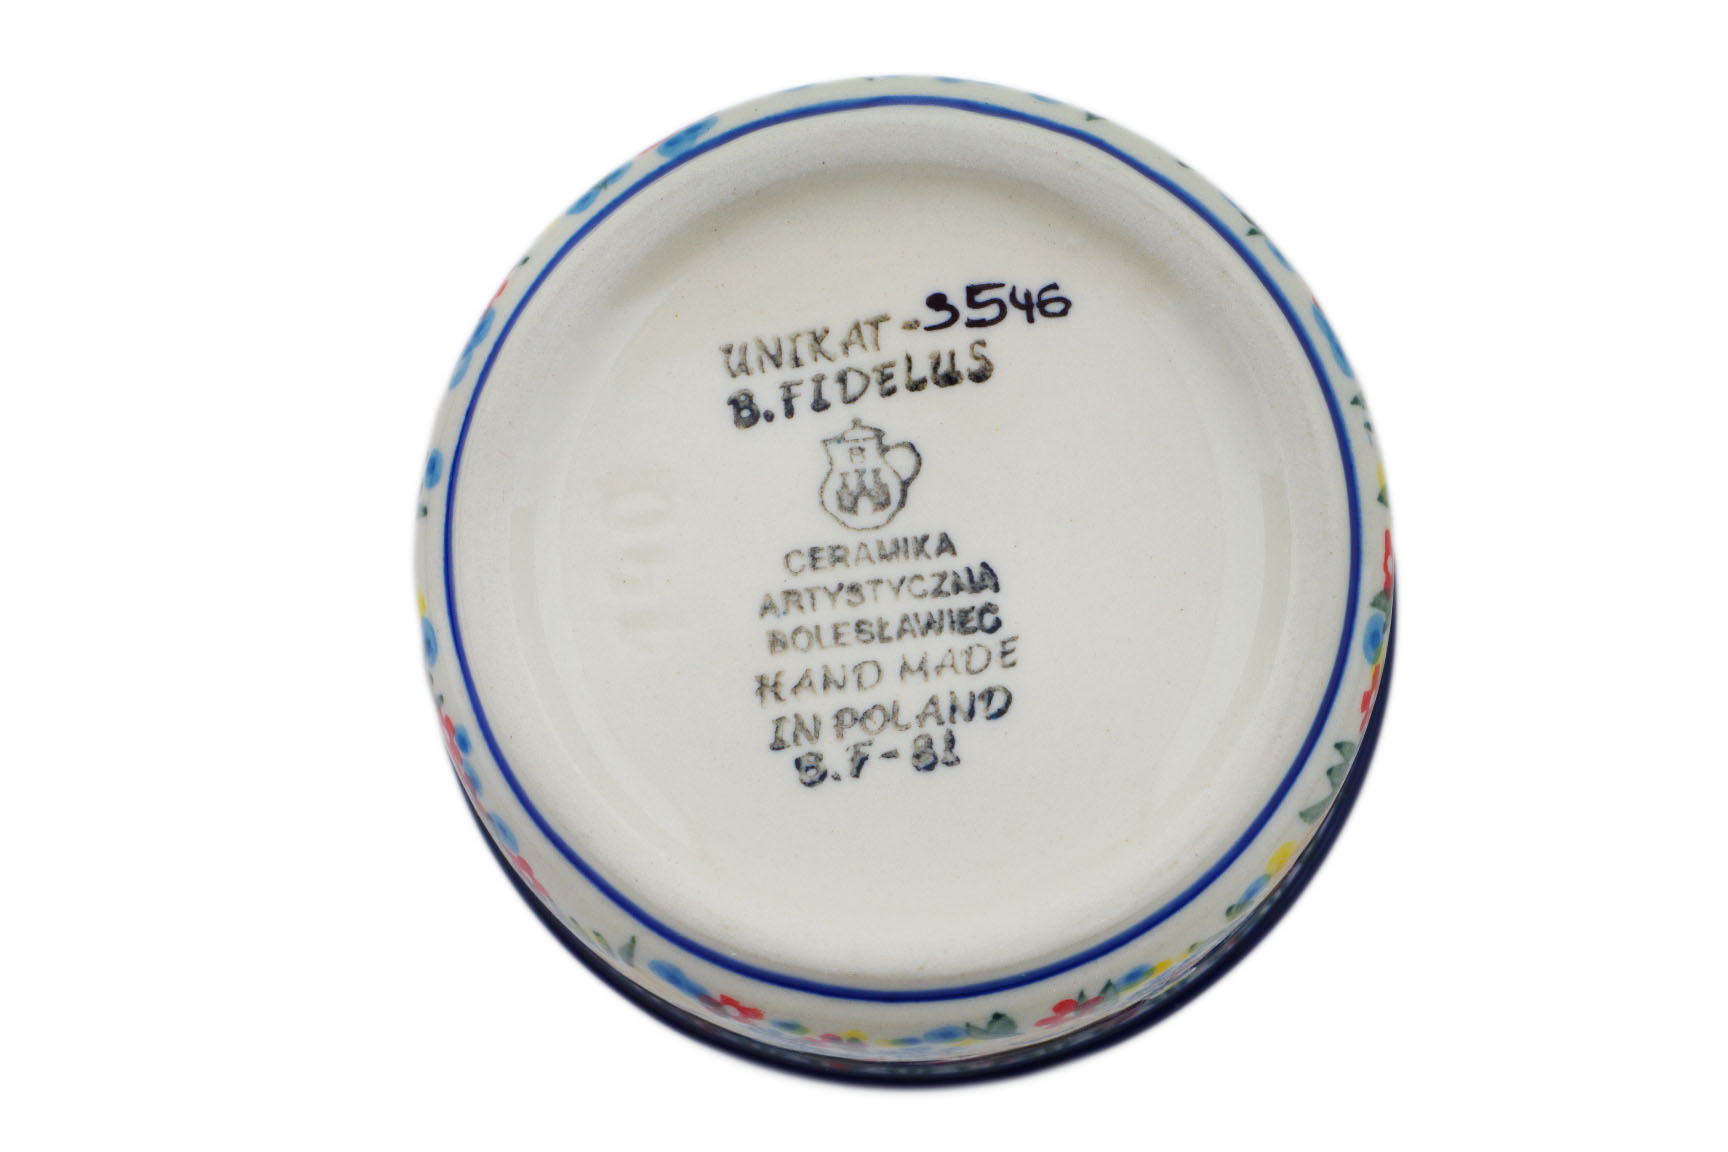 UNIKAT-3546
B. FIDELUS
CERAMIKA
ARTYSTYCZNA
BOLESŁAWIEC
HAND MADE
IN POLAND
B.F-81